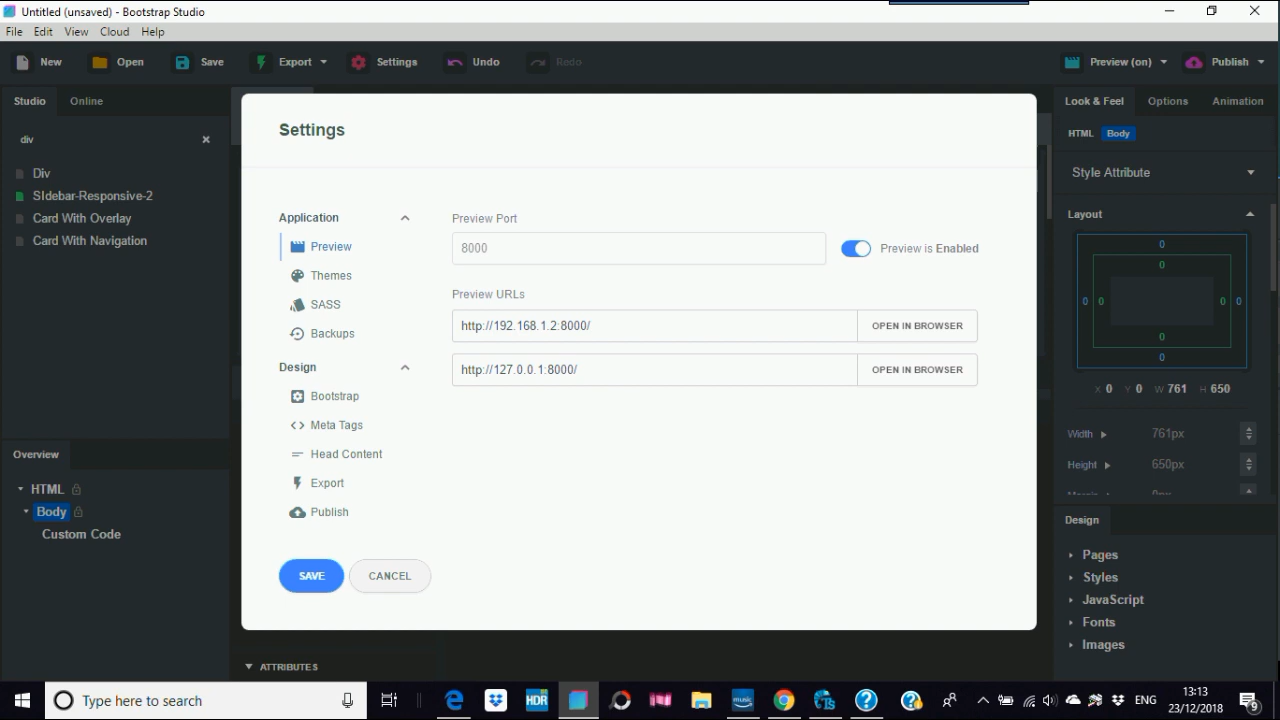 Untitled (unsaved) - Bootstrap Studio
File Edit View Cloud Help
New Open Save Export Settings Undo Redo Preview (on) Publish
Studio Online
div
Div
SIdebar-Responsive-2
Card With Overlay
Card With Navigation
Overview
HTML
Body
Custom Code
Settings
Application
Preview
Themes
SASS
Backups
Design
Bootstrap
Meta Tags
Head Content
Export
Publish
Preview Port
8000
Preview is Enabled
Preview URLs
http://192.168.1.2:8000/ OPEN IN BROWSER
http://127.0.0.1:8000/ OPEN IN BROWSER
SAVE CANCEL
ATTRIBUTES
Look & Feel Options Animation
HTML Body
Style Attribute
Layout
0
0
0 0 0 0
0
0
X 0 Y 0 W 761 H 650
Width 761px
Height 650px
Margin 0px
Design
Pages
Styles
JavaScript
Fonts
Images
Type here to search
HDR
music
TS
ENG
13:13
23/12/2018
9